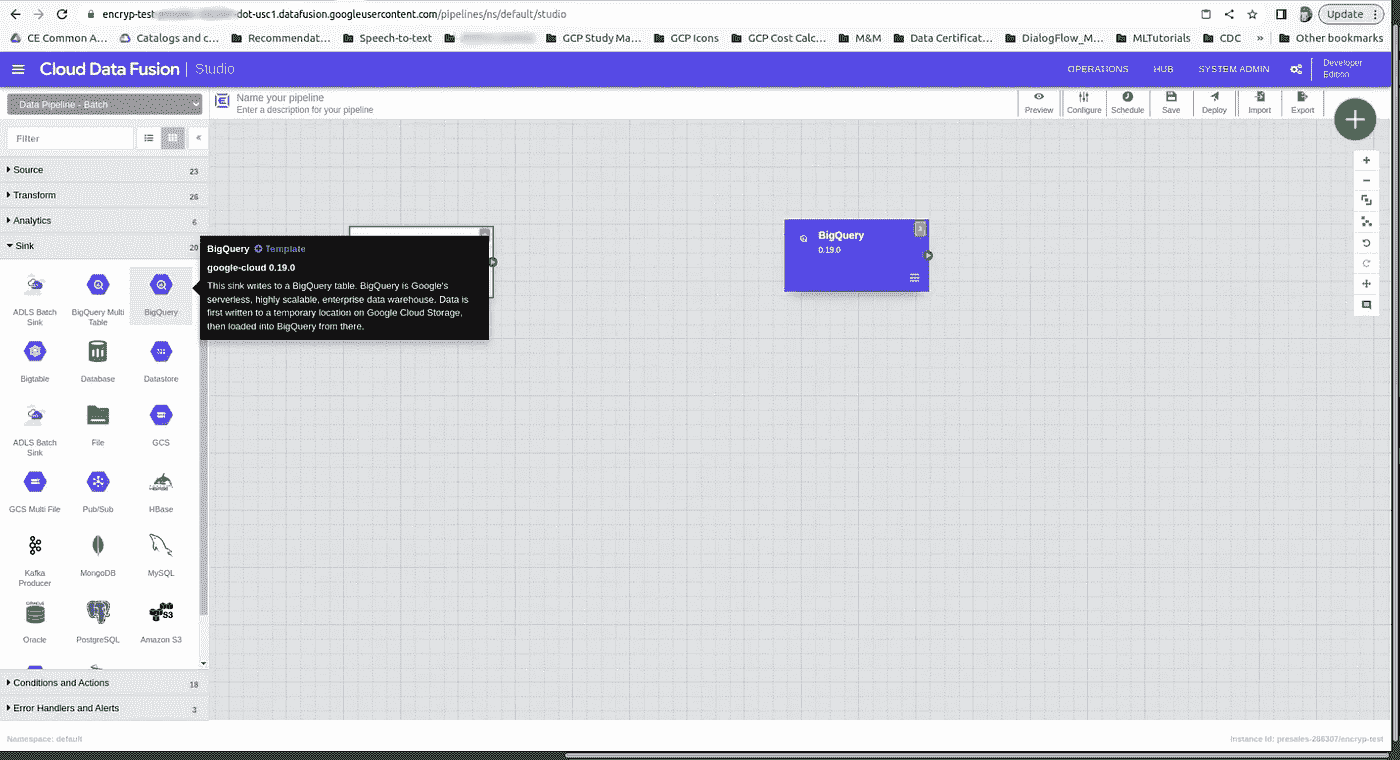 encryp-test
-dot-usc1.datafusion.googleusercontent.com/pipelines/ns/default/studio
Update
CE Common A...
Catalogs and c...
Recommendat...
Speech-to-text
GCP Study Ma...
GCP Icons
GCP Cost Calc...
M&M
Data Certificat...
DialogFlow_M...
MLTutorials
CDC
»
Other bookmarks
Cloud Data Fusion | Studio
OPERATIONS
HUB
SYSTEM ADMIN
Developer
Edition
Data Pipeline - Batch
Name your pipeline
Enter a description for your pipeline
Preview
Configure
Schedule
Save
Deploy
Import
Export
Filter
«
Source 23
Transform 26
Analytics 6
Sink 20
BigQuery Template
google-cloud 0.19.0
This sink writes to a BigQuery table. BigQuery is Google's
serverless, highly scalable, enterprise data warehouse. Data is
first written to a temporary location on Google Cloud Storage,
then loaded into BigQuery from there.
BigQuery
0.19.0
ADLS Batch
Sink
BigQuery Multi
Table
BigQuery
Bigtable
Database
Datastore
ADLS Batch
Sink
File
GCS
GCS Multi File
Pub/Sub
HBase
Kafka
Producer
MongoDB
MySQL
Oracle
PostgreSQL
Amazon S3
Conditions and Actions 18
Error Handlers and Alerts 3
Namespace: default
Instance Id: presales-286307/encryp-test